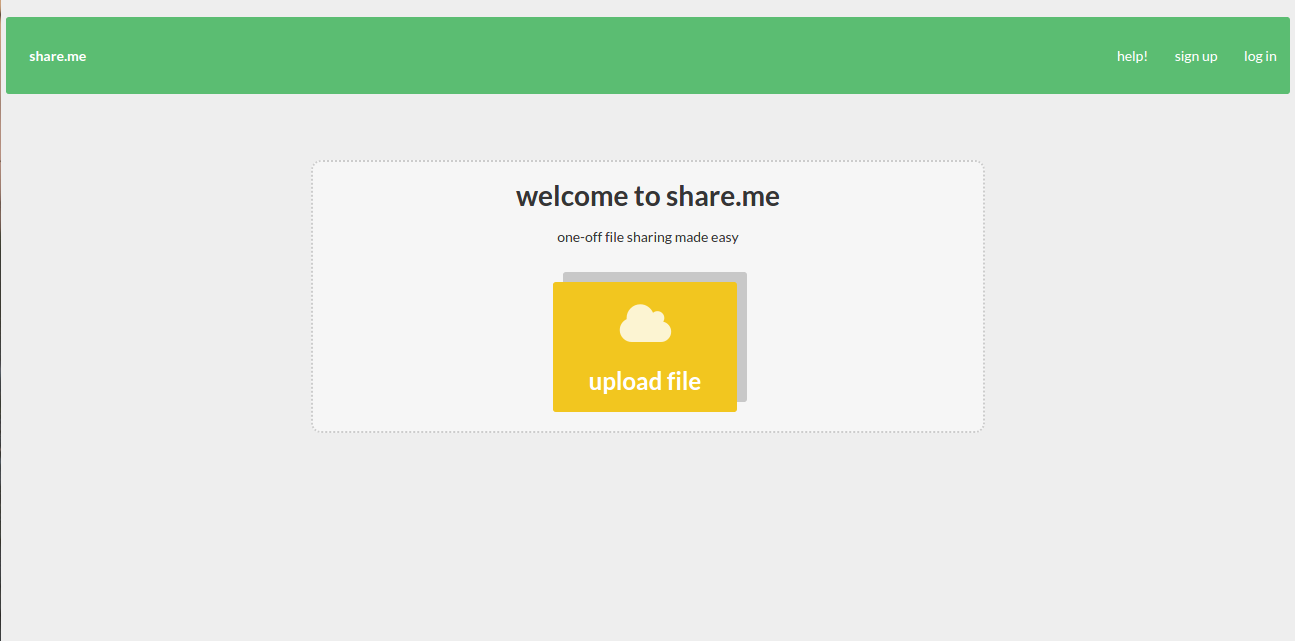 share.me
help!
sign up
log in
welcome to share.me
one-off file sharing made easy
upload file